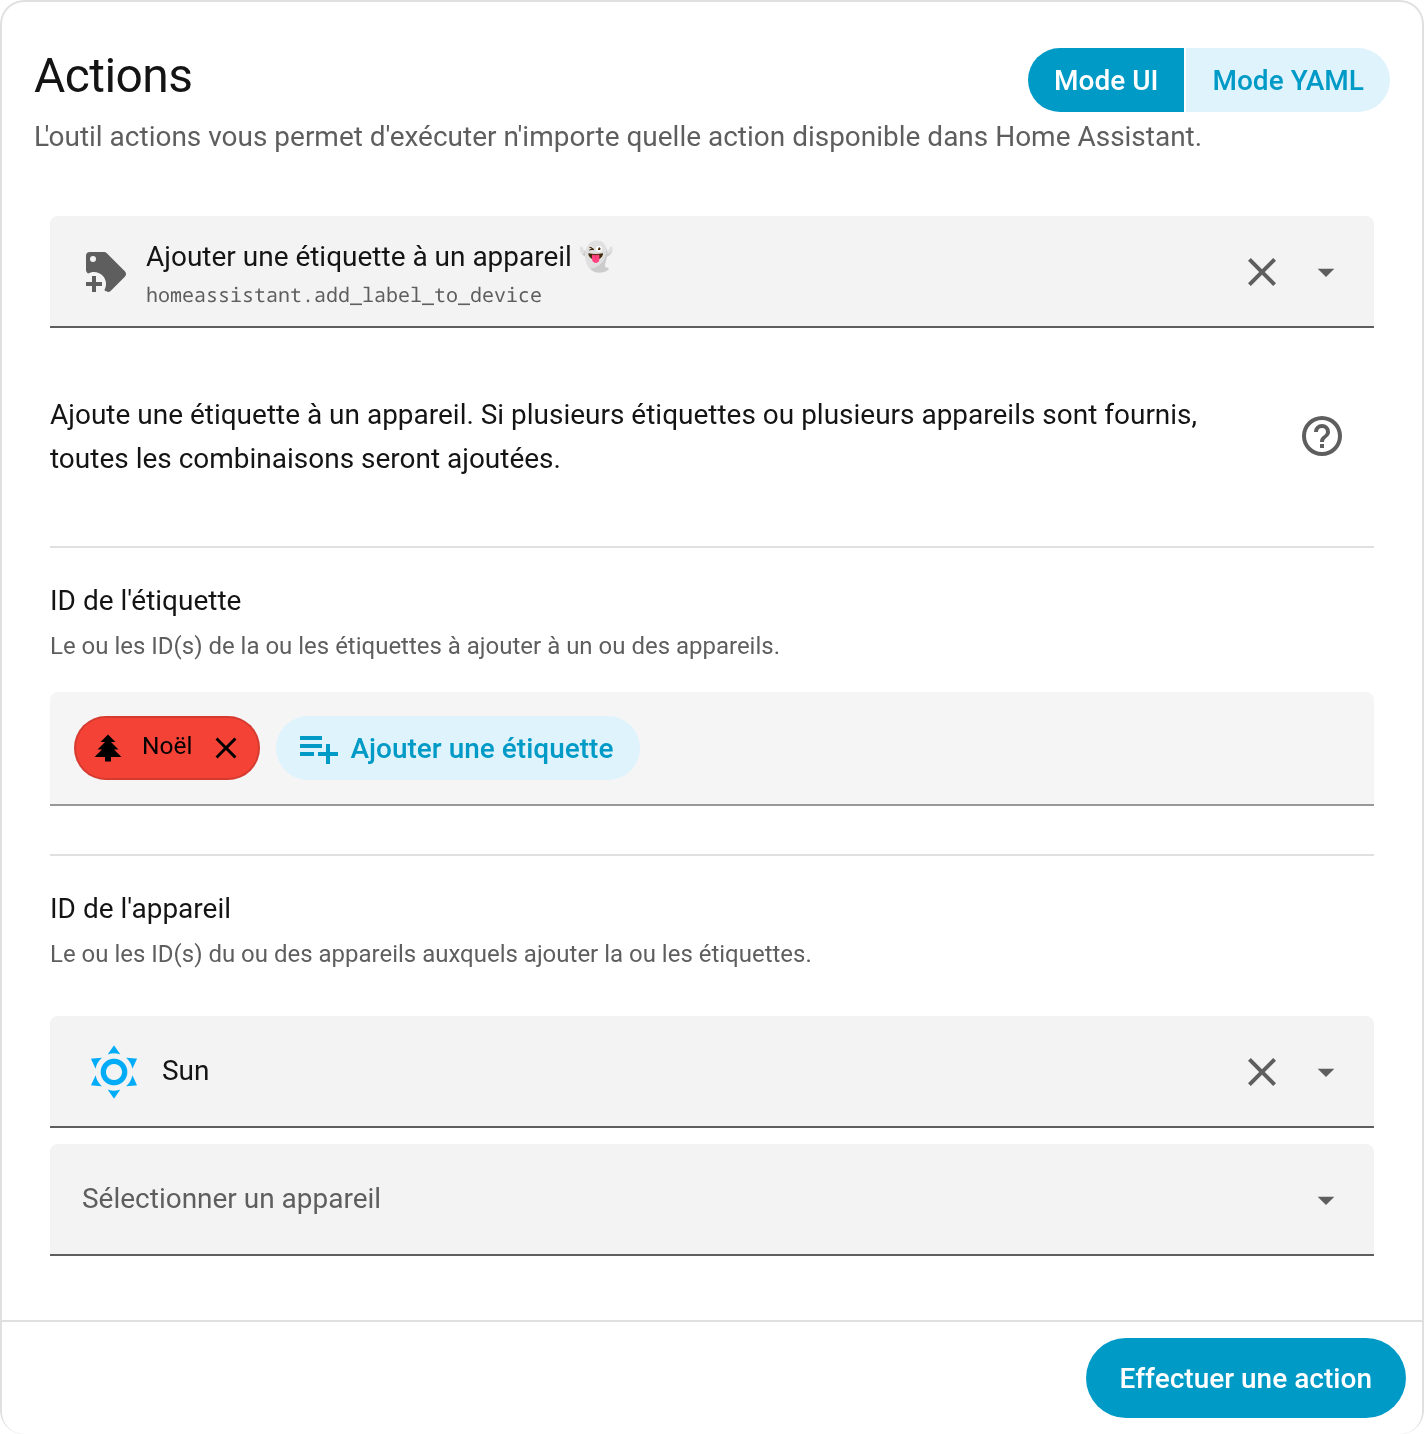 Actions
Mode UI
Mode YAML
L'outil actions vous permet d'exécuter n'importe quelle action disponible dans Home Assistant.
Ajouter une étiquette à un appareil 👻
homeassistant.add_label_to_device
Ajoute une étiquette à un appareil. Si plusieurs étiquettes ou plusieurs appareils sont fournis,
toutes les combinaisons seront ajoutées.
ID de l'étiquette
Le ou les ID(s) de la ou les étiquettes à ajouter à un ou des appareils.
Noël
Ajouter une étiquette
ID de l'appareil
Le ou les ID(s) du ou des appareils auxquels ajouter la ou les étiquettes.
Sun
Sélectionner un appareil
Effectuer une action